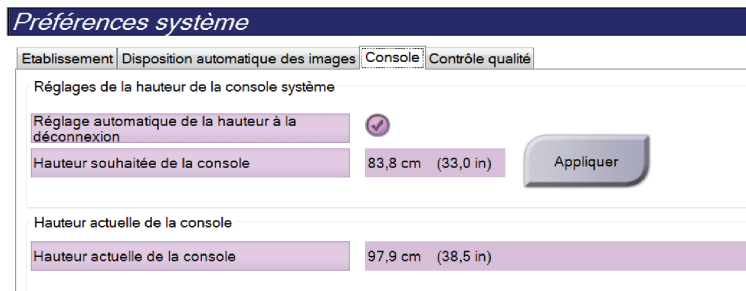 Préférences système
Etablissement Disposition automatique des images Console Contrôle qualité
Réglages de la hauteur de la console système
Réglage automatique de la hauteur à la
déconnexion
Hauteur souhaitée de la console 83,8 cm (33,0 in) Appliquer
Hauteur actuelle de la console
Hauteur actuelle de la console 97,9 cm (38,5 in)